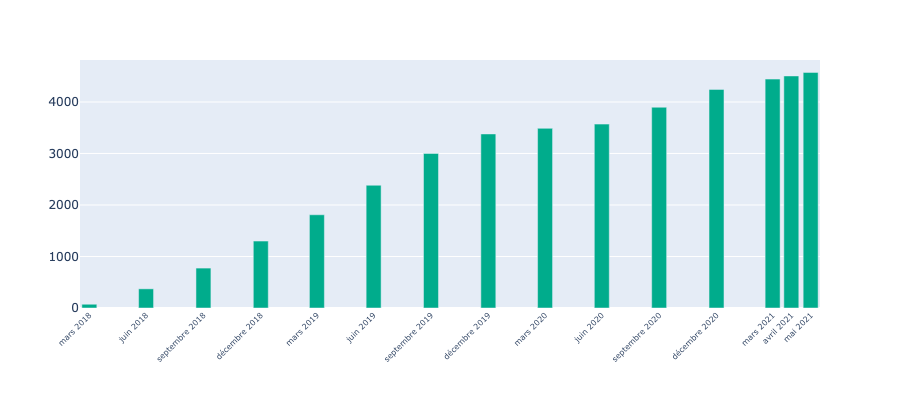 4000
3000
2000
1000
0
mars 2018
juin 2018
septembre 2018
décembre 2018
mars 2019
juin 2019
septembre 2019
décembre 2019
mars 2020
juin 2020
septembre 2020
décembre 2020
mars 2021
avril 2021
mai 2021